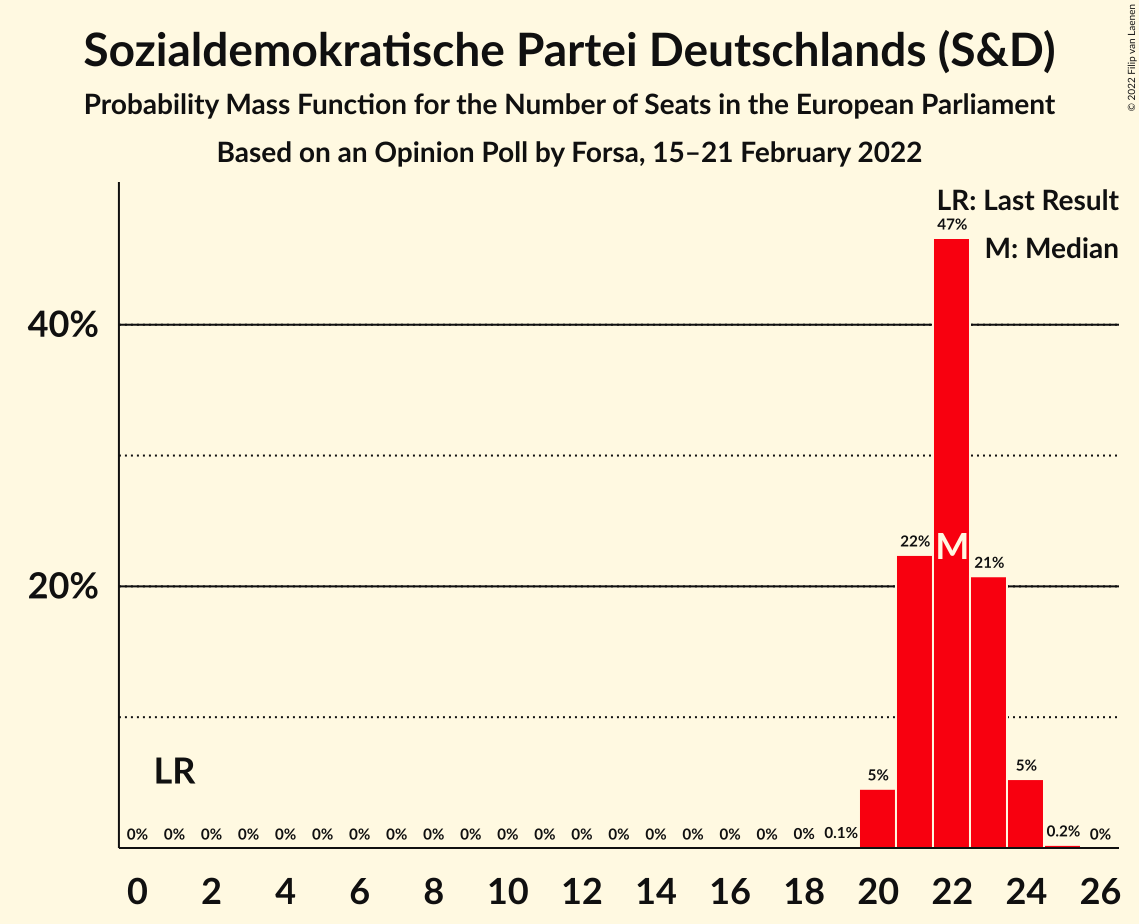 Sozialdemokratische Partei Deutschlands (S&D)
Probability Mass Function for the Number of Seats in the European Parliament
Based on an Opinion Poll by Forsa, 15–21 February 2022
© 2022 Filip van Laenen
LR: Last Result
M: Median
47%
40%
22%
M
21%
20%
LR
5%
5%
0% 0% 0% 0% 0% 0% 0% 0% 0% 0% 0% 0% 0% 0% 0% 0% 0% 0% 0% 0.1% 0.2% 0%
0 2 4 6 8 10 12 14 16 18 20 22 24 26